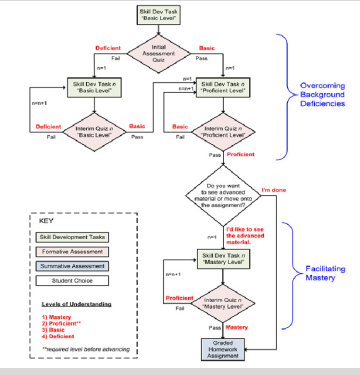 Skill Dev Task
"Basic Level"
Deficient
Initial
Assessment
Quiz
Basic
Fail
Pass
n=1
n=1
Skill Dev Task n
"Basic Level"
n=1
n=n+1
Skill Dev Task n
"Proficient Level"
n=n+1
Deficient
Interim Quiz n
"Basic Level"
Basic
Fail
Pass
Basic
Interim Quiz n
"Proficient Level"
Fail
Pass
Proficient
Overcoming
Background
Deficiencies
Do you want
to see advanced
material or move onto
the assignment?
I'm done
I'd like to see
the advanced
material.
n=1
Skill Dev Task n
"Mastery Level"
n=n+1
Proficient
Interim Quiz n
"Mastery Level"
Fail
Pass
Mastery
Graded
Homework
Assignment
Facilitating
Mastery
KEY
Skill Development Tasks
Formative Assessment
Summative Assessment
Student Choice
Levels of Understanding
1) Mastery
2) Proficient**
3) Basic
4) Deficient
**required level before advancing